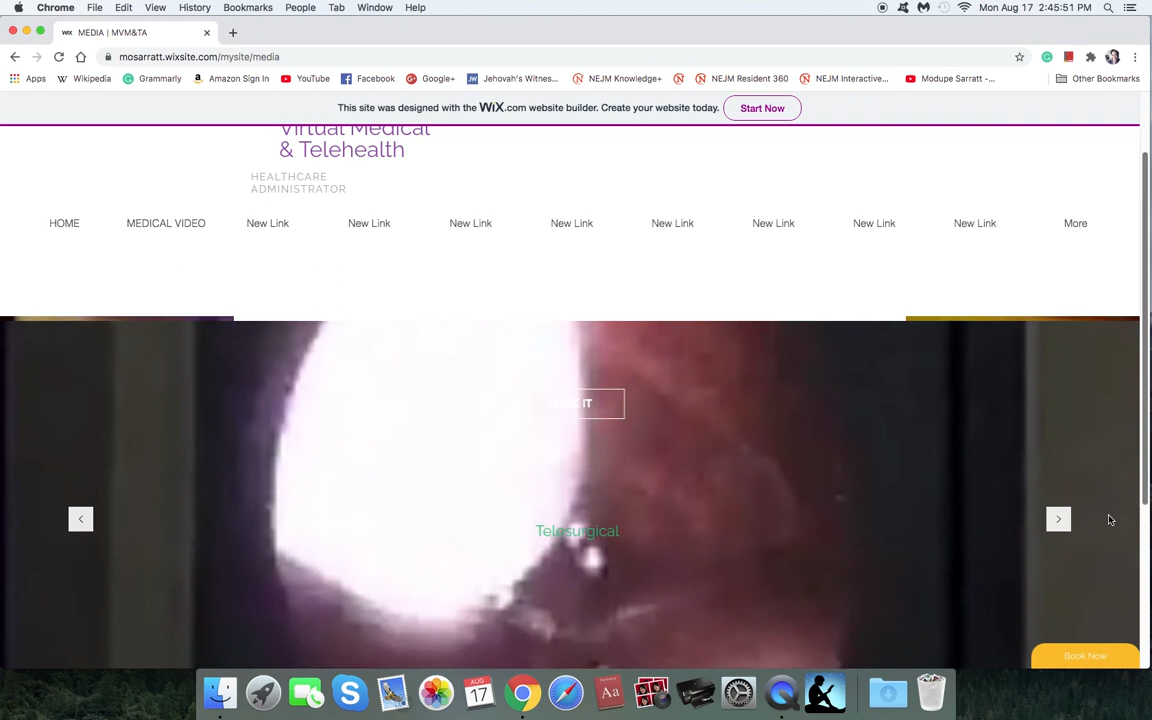 Chrome File Edit View History Bookmarks People Tab Window Help Mon Aug 17 2:45:51 PM
MEDIA | MVM&TA
mosarratt.wixsite.com/mysite/media
Apps Wikipedia Grammarly Amazon Sign In YouTube Facebook Google+ Jehovah's Witnes... NEJM Knowledge+ NEJM Resident 360 NEJM Interactive... Modupe Sarratt -... Other Bookmarks
This site was designed with the WiX.com website builder. Create your website today. Start Now
Virtual Medical
& Telehealth
HEALTHCARE
ADMINISTRATOR
HOME MEDICAL VIDEO New Link New Link New Link New Link New Link New Link New Link New Link More
IT
Telesurgical
Book Now
AUG
17
Aa